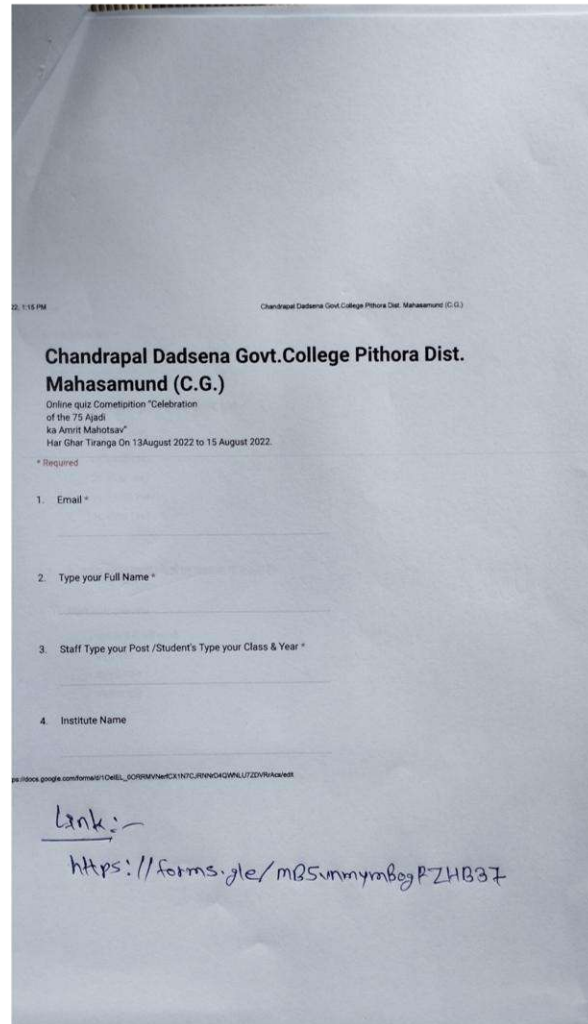 22, 1:15 PM Chandrapal Dadsena Govt.College Pithora Dist. Mahasamund (C.G.)
Chandrapal Dadsena Govt.College Pithora Dist.
Mahasamund (C.G.)
Online quiz Cometipition "Celebration
of the 75 Ajadi
ka Amrit Mahotsav"
Har Ghar Tiranga On 13August 2022 to 15 August 2022.
* Required
1. Email *
2. Type your Full Name *
3. Staff Type your Post /Student's Type your Class & Year *
4. Institute Name
Link:-
https://forms.gle/